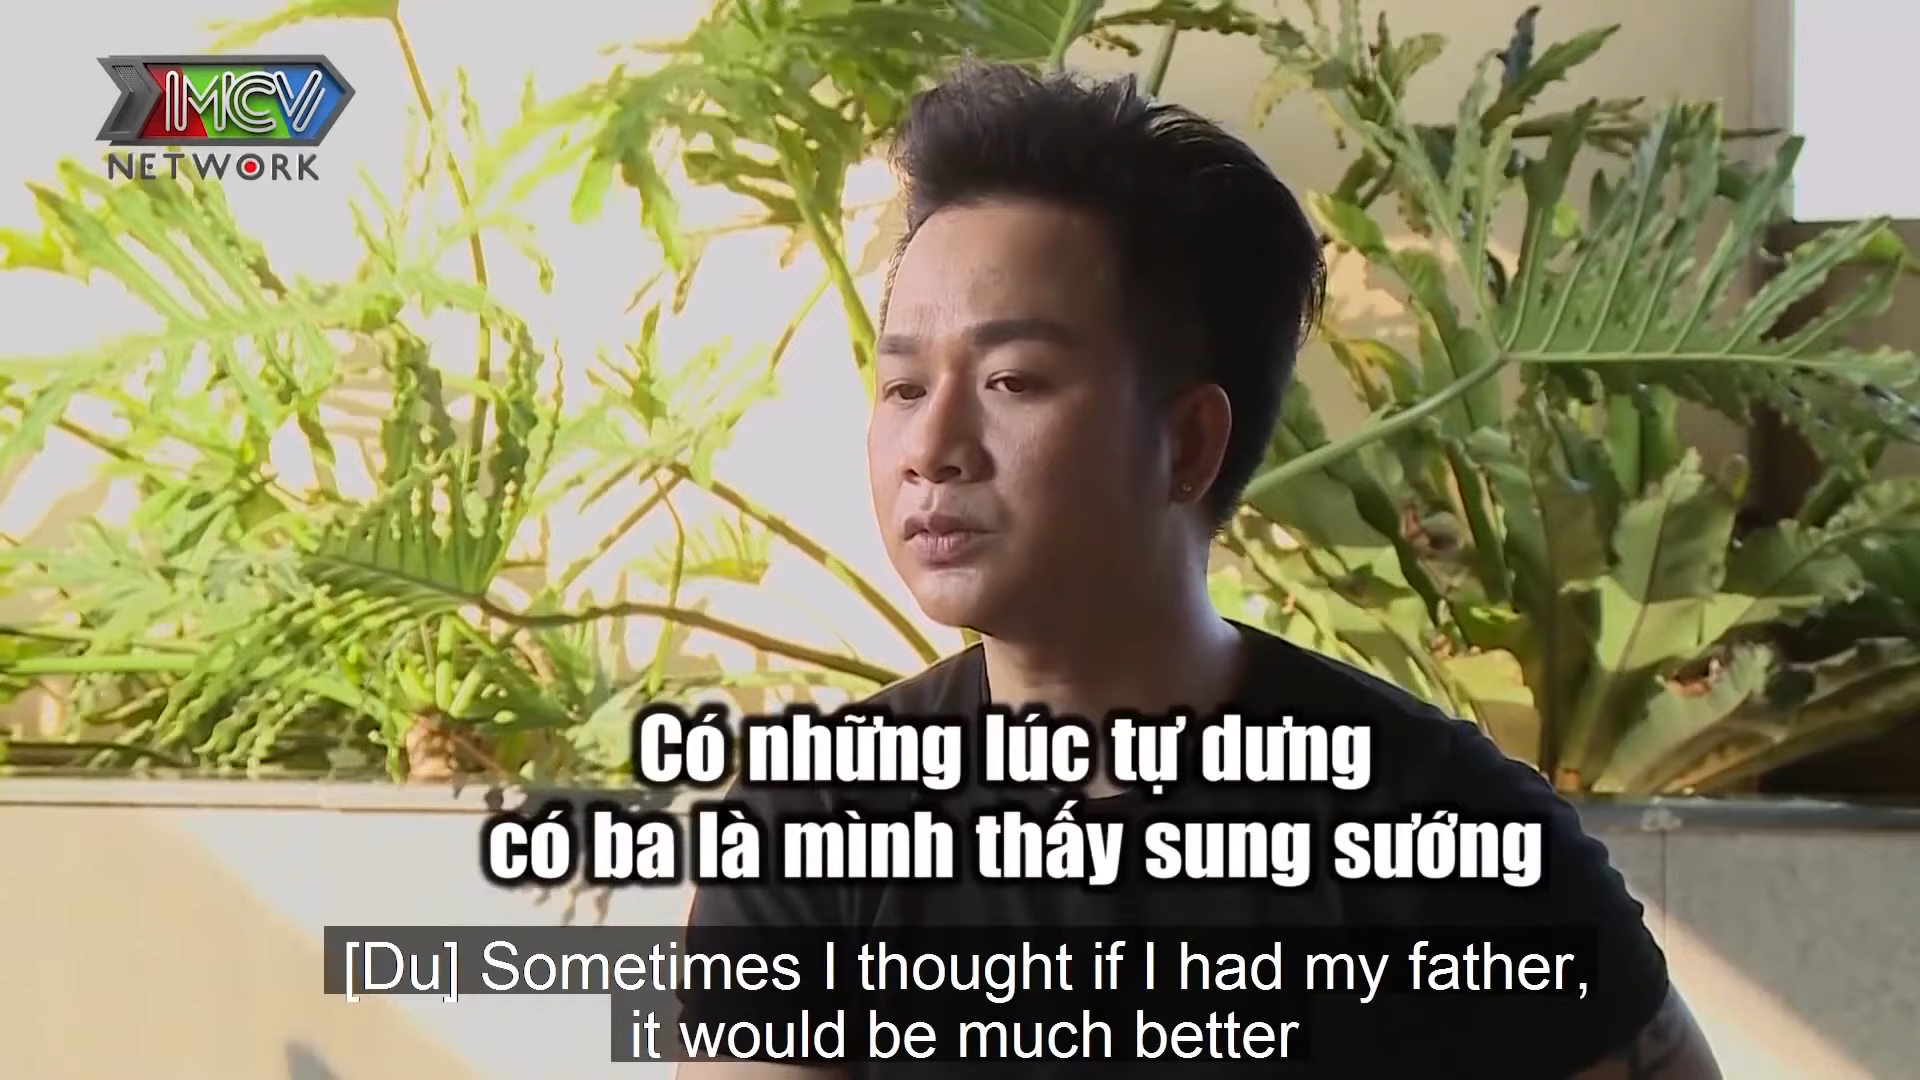 MCV
NETWORK
Có những lúc tự dưng
có ba là mình thấy sung sướng
[Du] Sometimes I thought if I had my father,
it would be much better